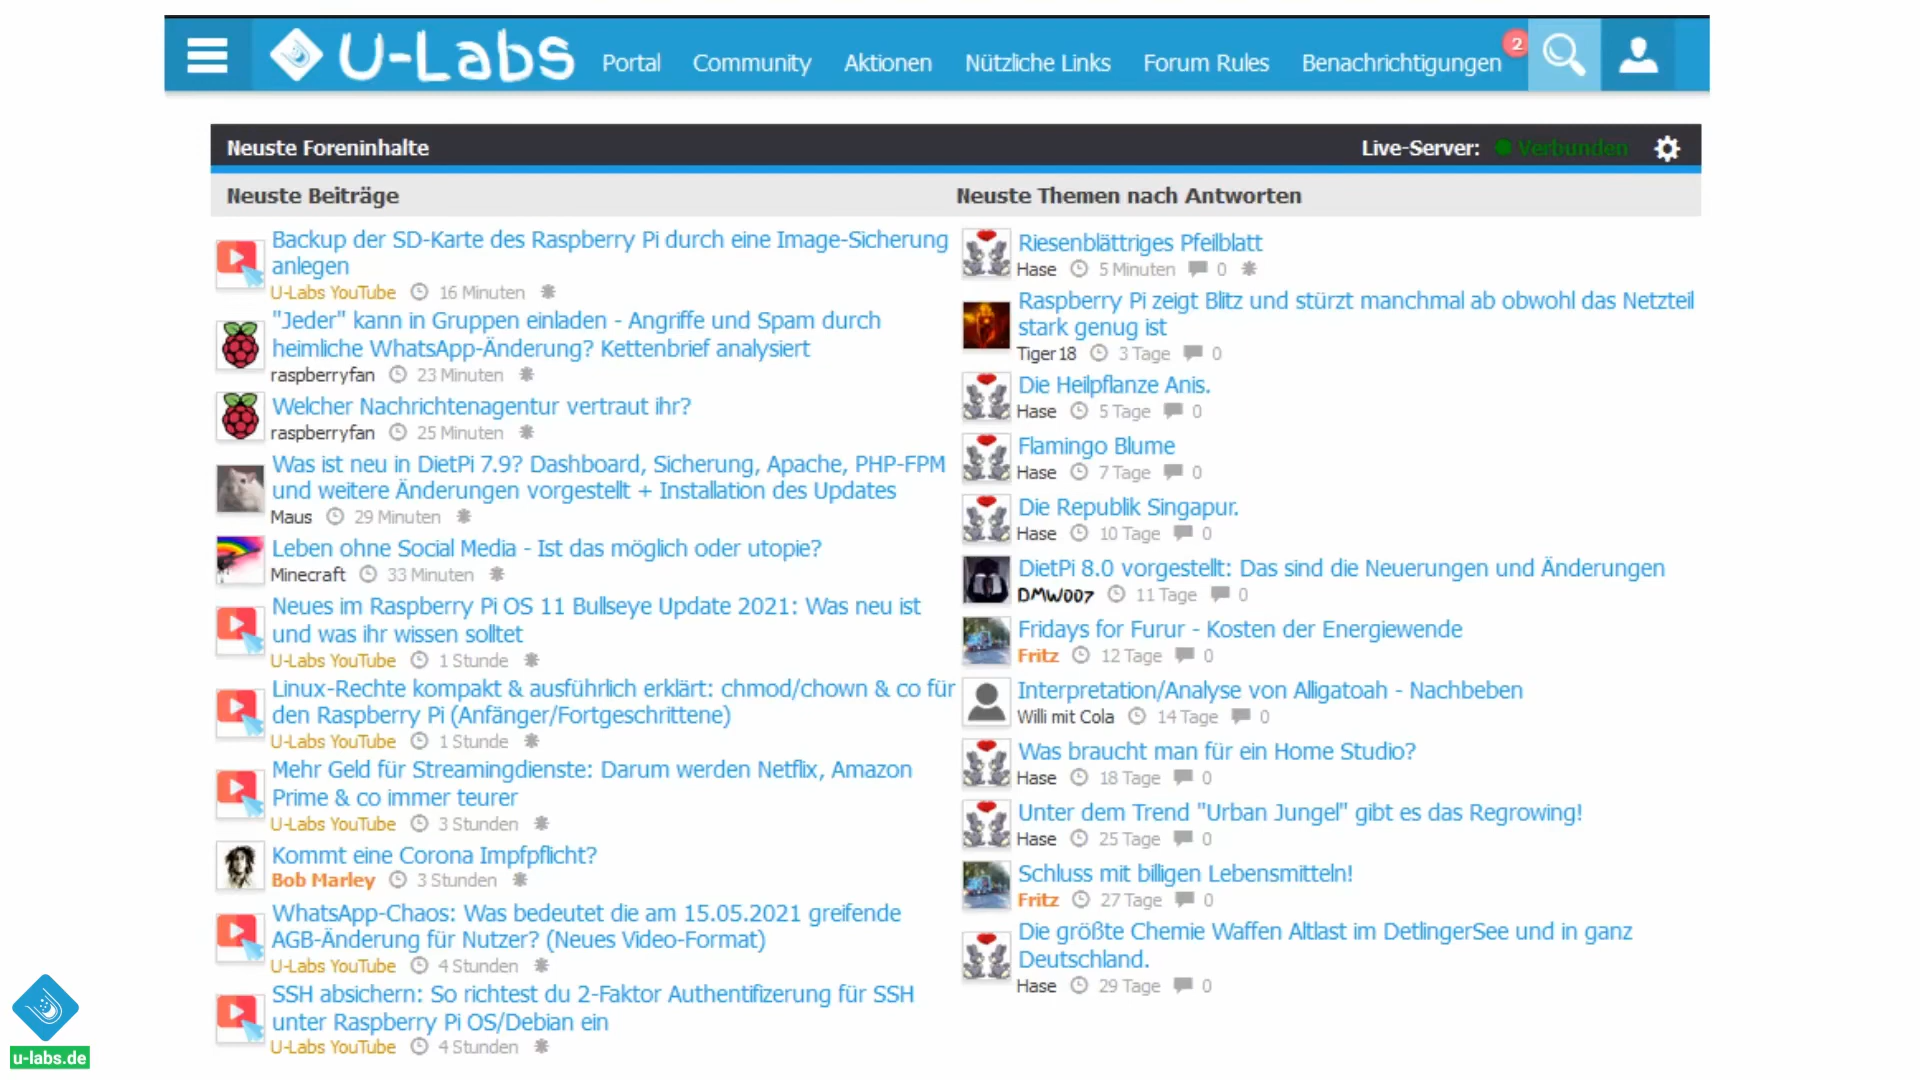 U-Labs Portal Community Aktionen Nützliche Links Forum Rules Benachrichtigungen 2
Neuste Foreninhalte
Live-Server: Verbunden
Neuste Beiträge
Backup der SD-Karte des Raspberry Pi durch eine Image-Sicherung
anlegen
U-Labs YouTube 16 Minuten
"Jeder" kann in Gruppen einladen - Angriffe und Spam durch
heimliche WhatsApp-Änderung? Kettenbrief analysiert
raspberryfan 23 Minuten
Welcher Nachrichtenagentur vertraut ihr?
raspberryfan 25 Minuten
Was ist neu in DietPi 7.9? Dashboard, Sicherung, Apache, PHP-FPM
und weitere Änderungen vorgestellt + Installation des Updates
Maus 29 Minuten
Leben ohne Social Media - Ist das möglich oder utopie?
Minecraft 33 Minuten
Neues im Raspberry Pi OS 11 Bullseye Update 2021: Was neu ist
und was ihr wissen solltet
U-Labs YouTube 1 Stunde
Linux-Rechte kompakt & ausführlich erklärt: chmod/chown & co für
den Raspberry Pi (Anfänger/Fortgeschrittene)
U-Labs YouTube 1 Stunde
Mehr Geld für Streamingdienste: Darum werden Netflix, Amazon
Prime & co immer teurer
U-Labs YouTube 3 Stunden
Kommt eine Corona Impfpflicht?
Bob Marley 3 Stunden
WhatsApp-Chaos: Was bedeutet die am 15.05.2021 greifende
AGB-Änderung für Nutzer? (Neues Video-Format)
U-Labs YouTube 4 Stunden
SSH absichern: So richtest du 2-Faktor Authentifizerung für SSH
unter Raspberry Pi OS/Debian ein
U-Labs YouTube 4 Stunden
Neuste Themen nach Antworten
Riesenblättriges Pfeilblatt
Hase 5 Minuten 0
Raspberry Pi zeigt Blitz und stürzt manchmal ab obwohl das Netzteil
stark genug ist
Tiger18 3 Tage 0
Die Heilpflanze Anis.
Hase 5 Tage 0
Flamingo Blume
Hase 7 Tage 0
Die Republik Singapur.
Hase 10 Tage 0
DietPi 8.0 vorgestellt: Das sind die Neuerungen und Änderungen
DMW007 11 Tage 0
Fridays for Furur - Kosten der Energiewende
Fritz 12 Tage 0
Interpretation/Analyse von Alligatoah - Nachbeben
Willi mit Cola 14 Tage 0
Was braucht man für ein Home Studio?
Hase 18 Tage 0
Unter dem Trend "Urban Jungel" gibt es das Regrowing!
Hase 25 Tage 0
Schluss mit billigen Lebensmitteln!
Fritz 27 Tage 0
Die größte Chemie Waffen Altlast im DetlingerSee und in ganz
Deutschland.
Hase 29 Tage 0
u-labs.de